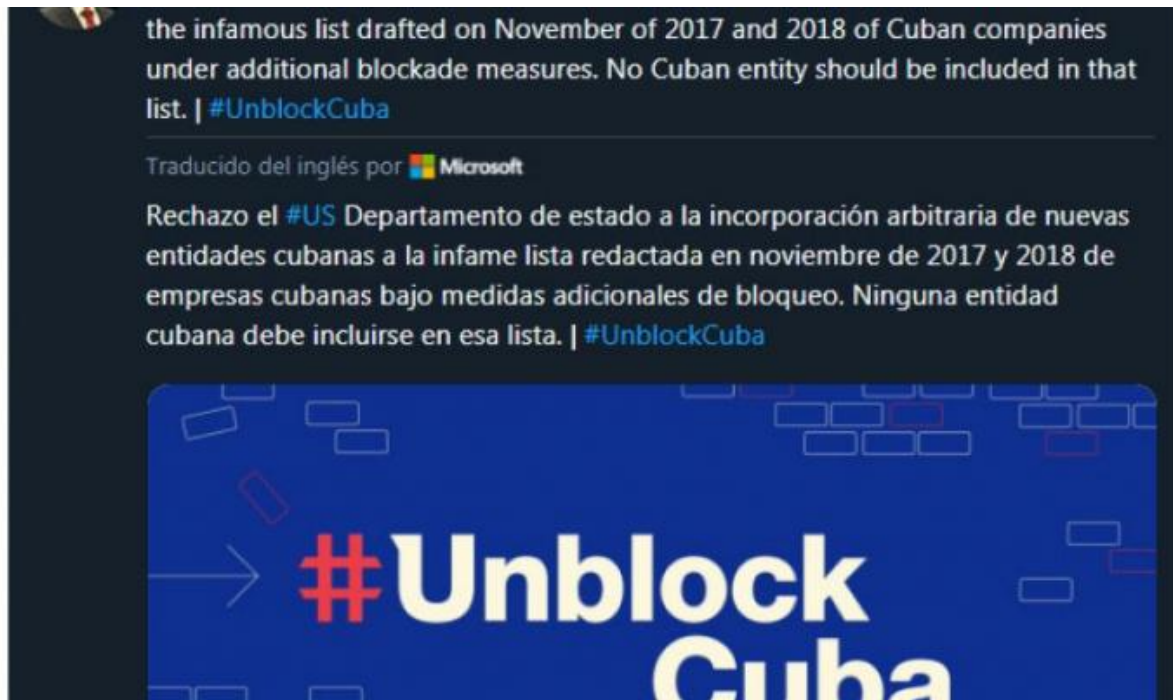 the infamous list drafted on November of 2017 and 2018 of Cuban companies
under additional blockade measures. No Cuban entity should be included in that
list. | #UnblockCuba
Traducido del inglés por Microsoft
Rechazo el #US Departamento de estado a la incorporación arbitraria de nuevas
entidades cubanas a la infame lista redactada en noviembre de 2017 y 2018 de
empresas cubanas bajo medidas adicionales de bloqueo. Ninguna entidad
cubana debe incluirse en esa lista. | #UnblockCuba
#Unblock
Cuba